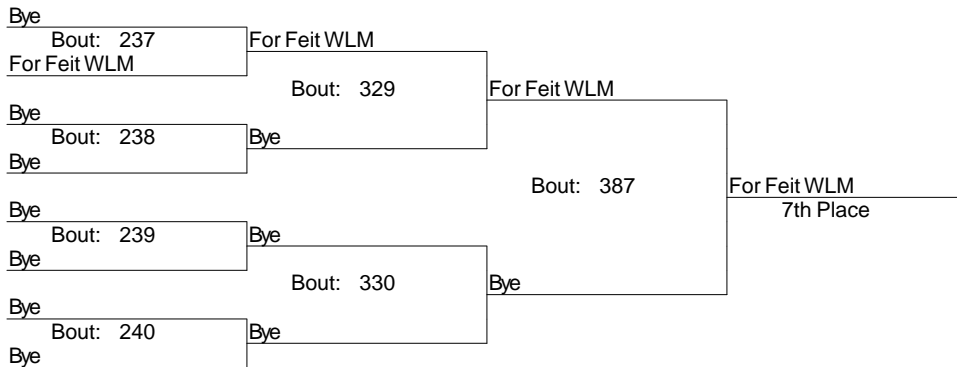 Bye
Bout: 237
For Feit WLM
For Feit WLM
Bout: 329
For Feit WLM
Bye
Bout: 238
Bye
Bye
Bout: 387
For Feit WLM
7th Place
Bye
Bout: 239
Bye
Bye
Bout: 330
Bye
Bye
Bout: 240
Bye
Bye